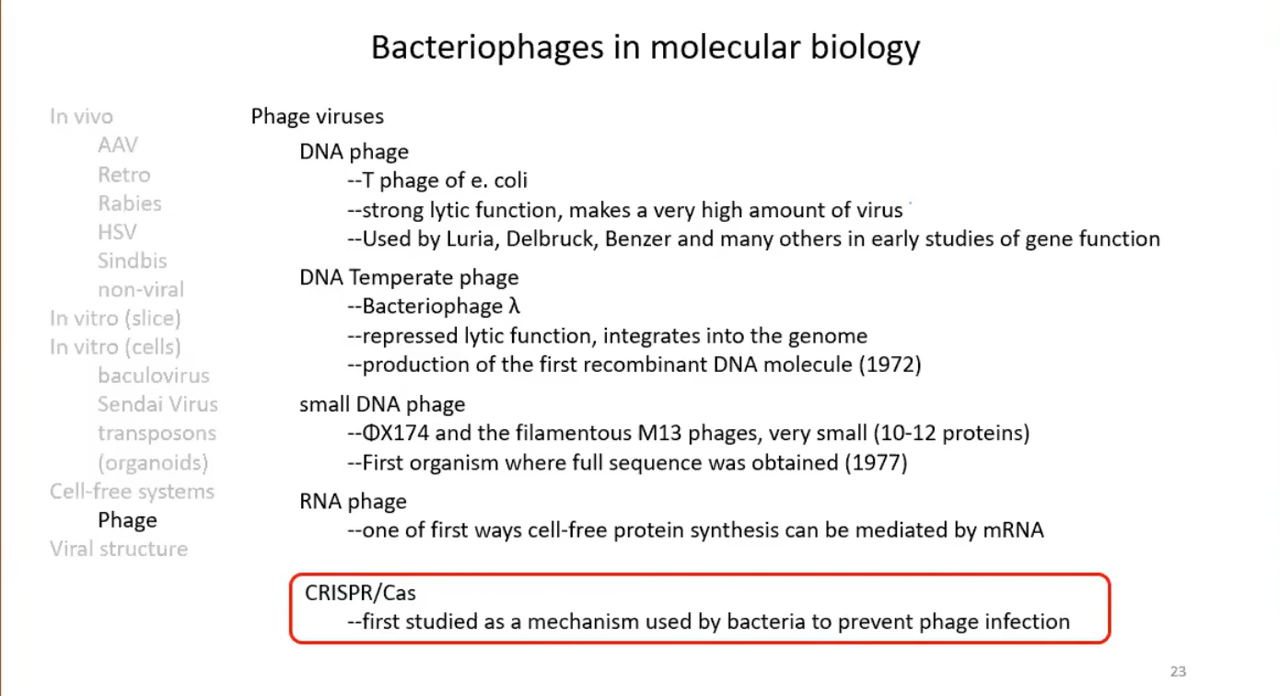 Bacteriophages in molecular biology
In vivo
AAV
Retro
Rabies
HSV
Sindbis
non-viral
In vitro (slice)
In vitro (cells)
baculovirus
Sendai Virus
transposons
(organoids)
Cell-free systems
Phage
Viral structure
Phage viruses
DNA phage
--T phage of e. coli
--strong lytic function, makes a very high amount of virus
--Used by Luria, Delbruck, Benzer and many others in early studies of gene function
DNA Temperate phage
--Bacteriophage λ
--repressed lytic function, integrates into the genome
--production of the first recombinant DNA molecule (1972)
small DNA phage
--ΦX174 and the filamentous M13 phages, very small (10-12 proteins)
--First organism where full sequence was obtained (1977)
RNA phage
--one of first ways cell-free protein synthesis can be mediated by mRNA
CRISPR/Cas
--first studied as a mechanism used by bacteria to prevent phage infection
23